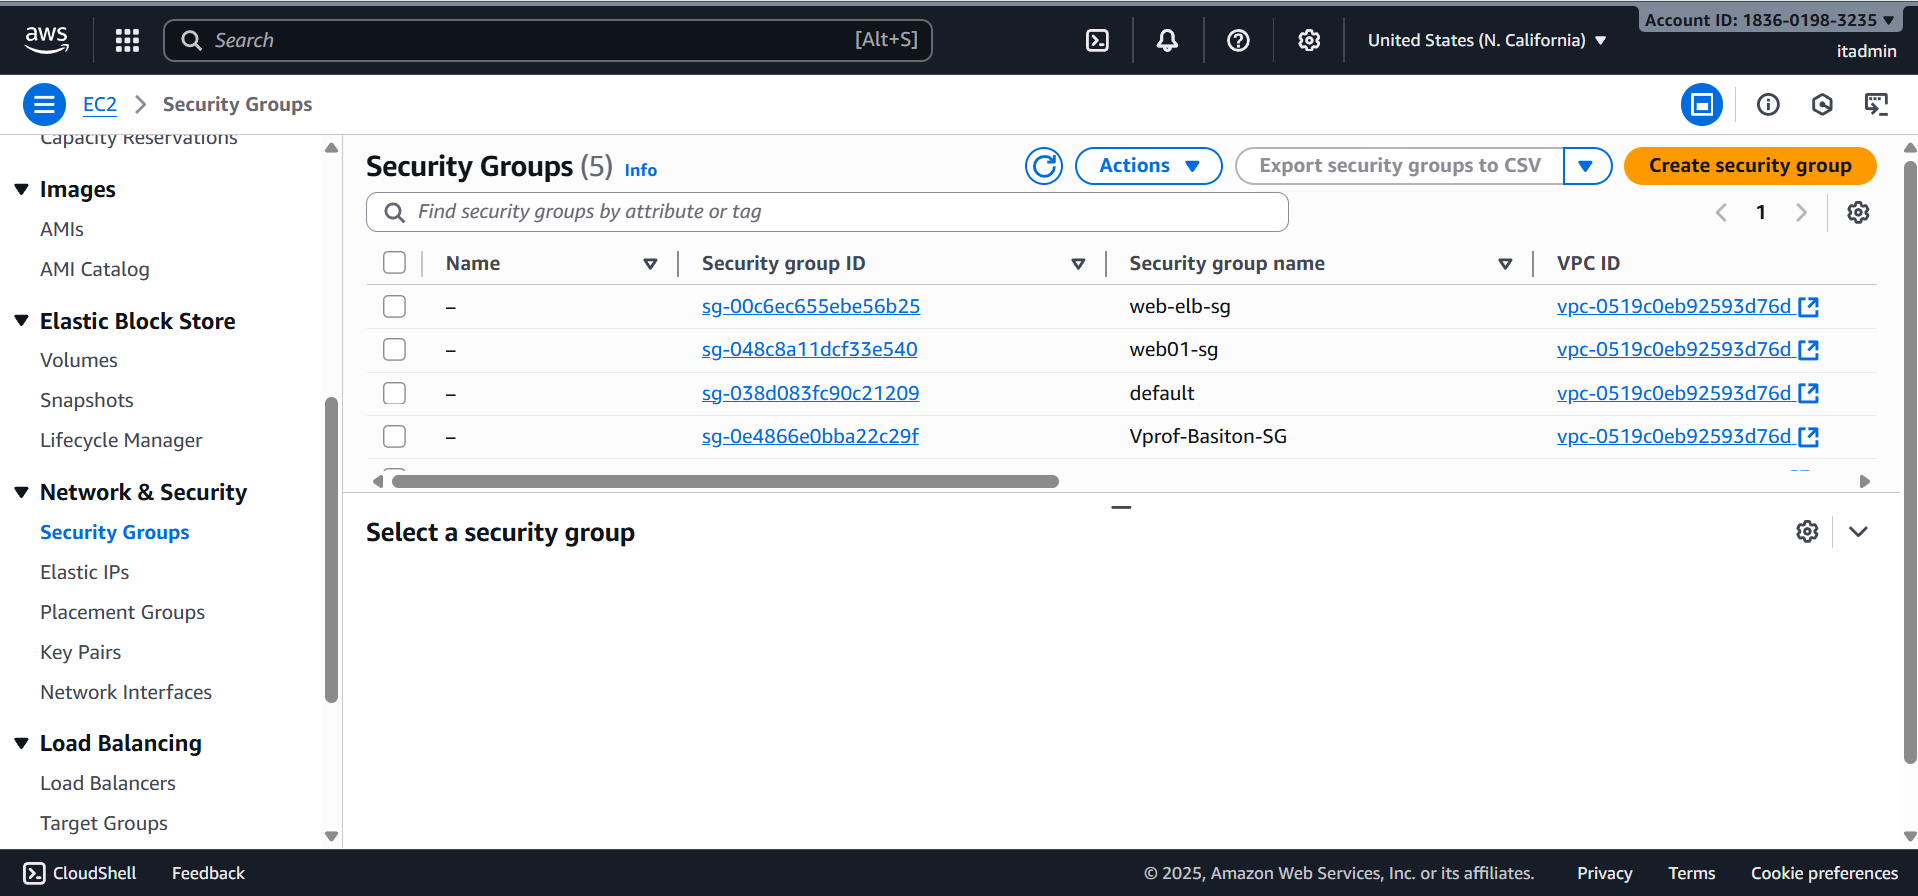 aws
Search [Alt+S]
United States (N. California)
Account ID: 1836-0198-3235
itadmin
EC2 Security Groups
Capacity Reservations
Images
AMIs
AMI Catalog
Elastic Block Store
Volumes
Snapshots
Lifecycle Manager
Network & Security
Security Groups
Elastic IPs
Placement Groups
Key Pairs
Network Interfaces
Load Balancing
Load Balancers
Target Groups
Security Groups (5) Info
Actions
Export security groups to CSV
Create security group
Find security groups by attribute or tag
1
Name Security group ID Security group name VPC ID
– sg-00c6ec655ebe56b25 web-elb-sg vpc-0519c0eb92593d76d
– sg-048c8a11dcf33e540 web01-sg vpc-0519c0eb92593d76d
– sg-038d083fc90c21209 default vpc-0519c0eb92593d76d
– sg-0e4866e0bba22c29f Vprof-Basiton-SG vpc-0519c0eb92593d76d
Select a security group
CloudShell Feedback © 2025, Amazon Web Services, Inc. or its affiliates. Privacy Terms Cookie preferences